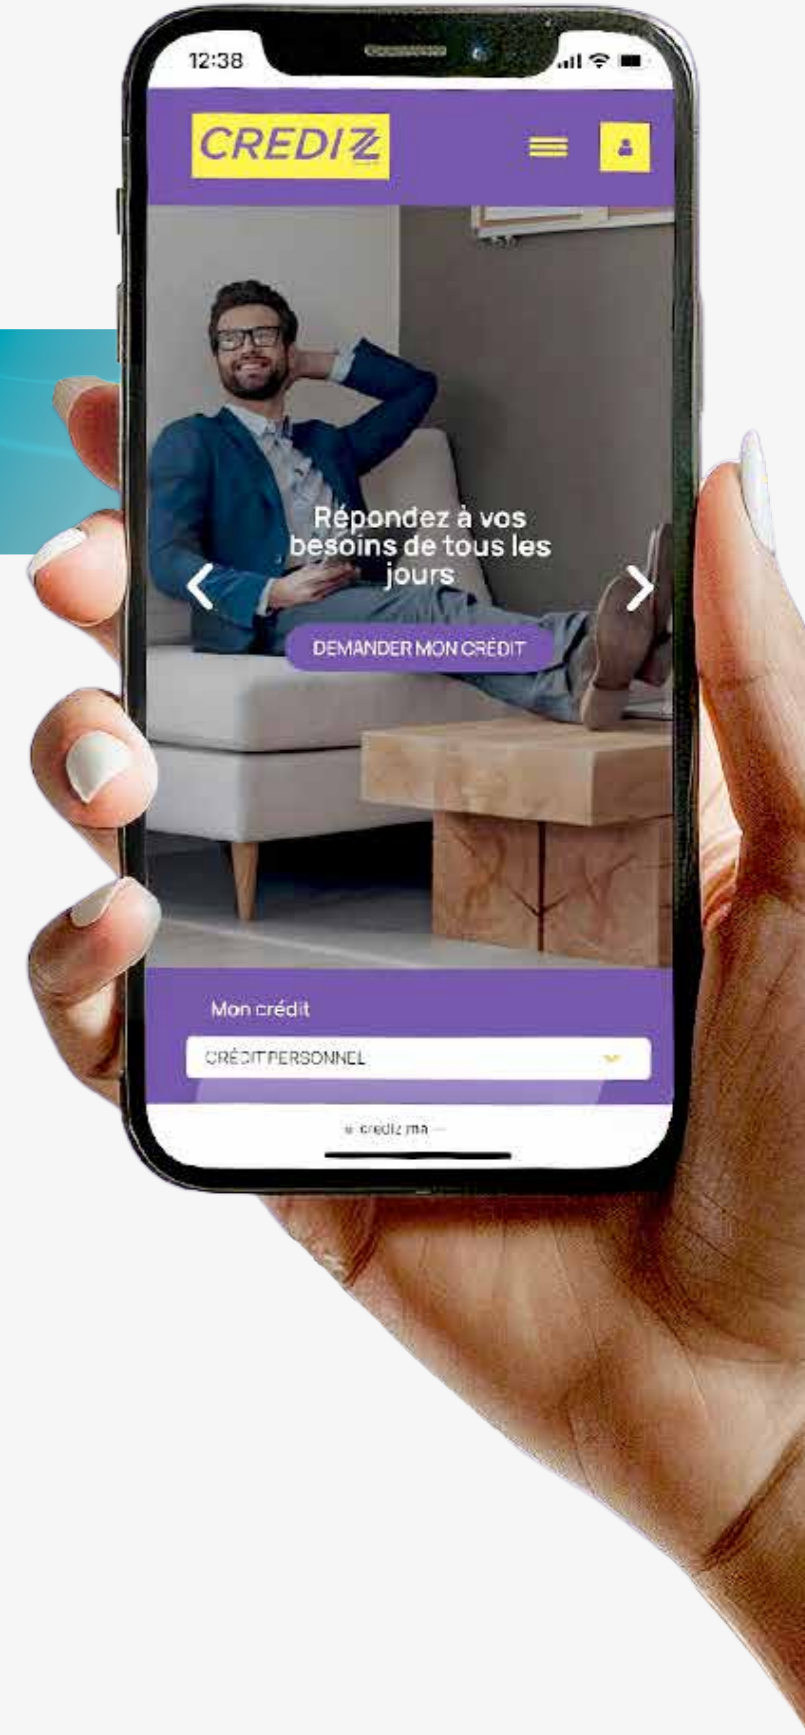 12:38
CREDIZ
Répondez à vos
besoins de tous les
jours
DEMANDER MON CRÉDIT
Mon crédit
CRÉDIT PERSONNEL
crediz.ma